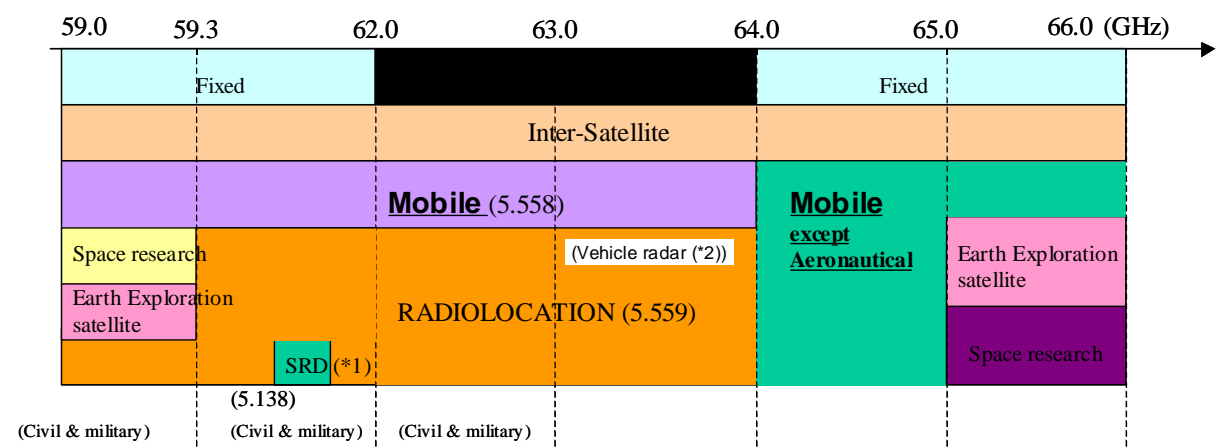 59.0 59.3 62.0 63.0 64.0 65.0 66.0 (GHz)
Fixed Fixed
Inter-Satellite
Mobile (5.558)
Mobile
except
Aeronautical
Space research
(Vehicle radar (*2))
Earth Exploration
satellite
Earth Exploration
satellite
RADIOLOCATION (5.559)
SRD (*1)
Space research
(5.138)
(Civil & military) (Civil & military) (Civil & military)